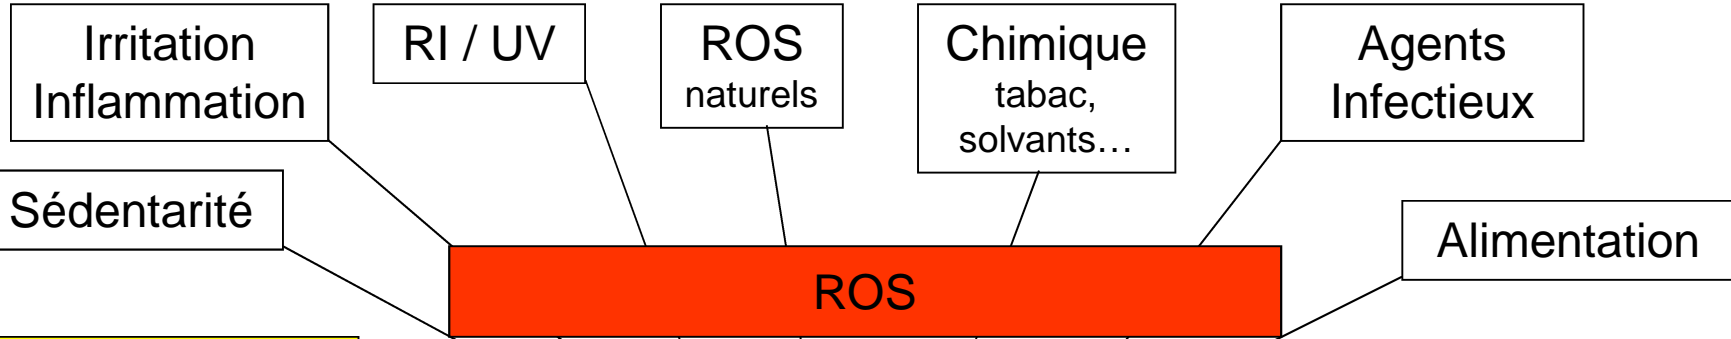 Irritation
Inflammation
RI / UV
ROS
naturels
Chimique
tabac,
solvants…
Agents
Infectieux
Sédentarité
Alimentation
ROS